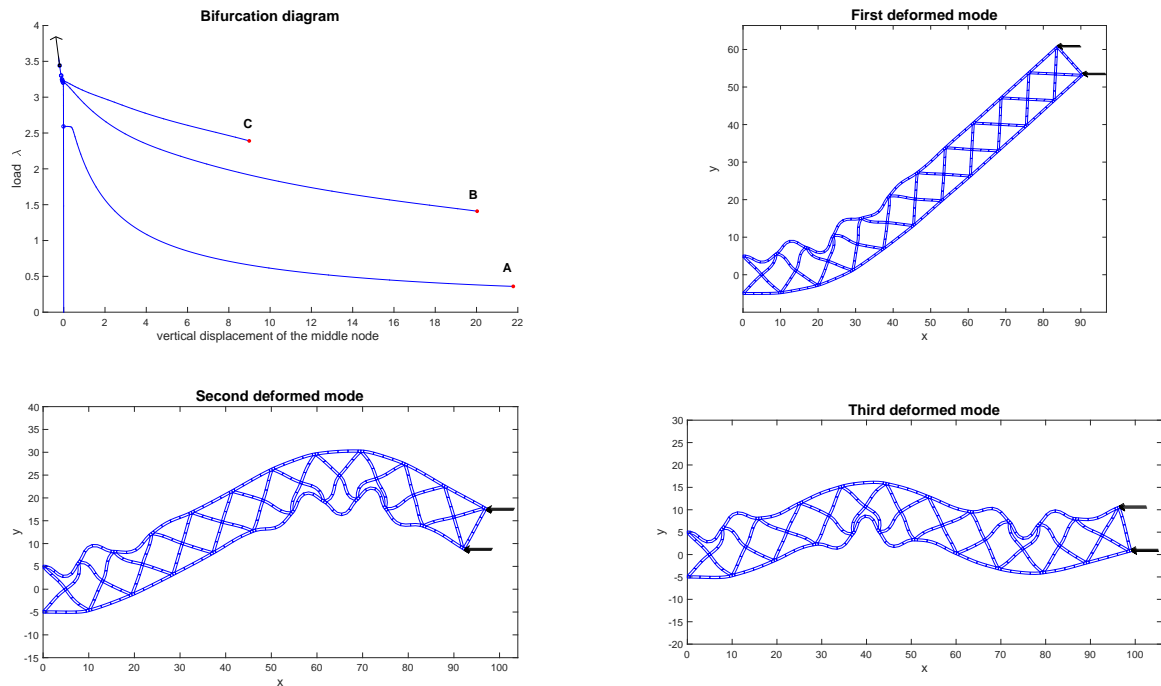 Bifurcation diagram
4
3.5
3
2.5
2
1.5
1
0.5
0
load λ
C
B
A
0 2 4 6 8 10 12 14 16 18 20 22
vertical displacement of the middle node
First deformed mode
60
50
40
30
20
10
0
y
0 10 20 30 40 50 60 70 80 90
x
Second deformed mode
40
35
30
25
20
15
10
5
0
-5
-10
-15
y
0 10 20 30 40 50 60 70 80 90 100
x
Third deformed mode
30
25
20
15
10
5
0
-5
-10
-15
-20
y
0 10 20 30 40 50 60 70 80 90 100
x